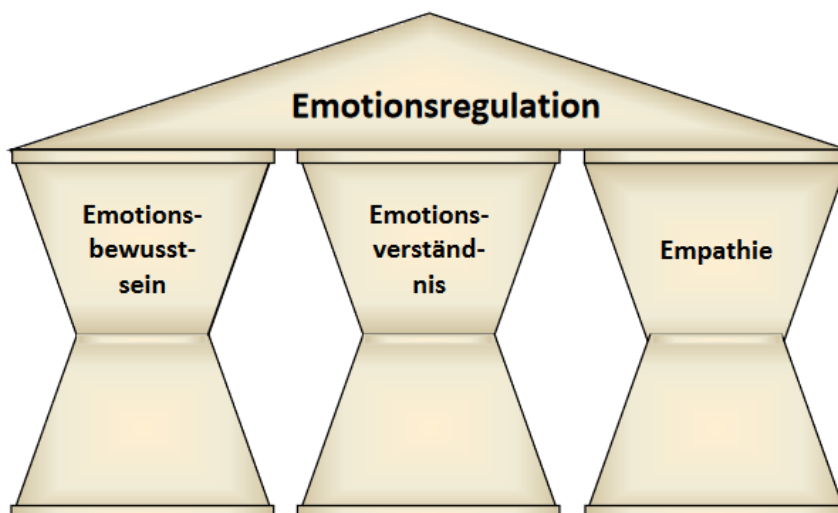 Emotionsregulation
Emotions-
bewusst-
sein
Emotions-
verständ-
nis
Empathie